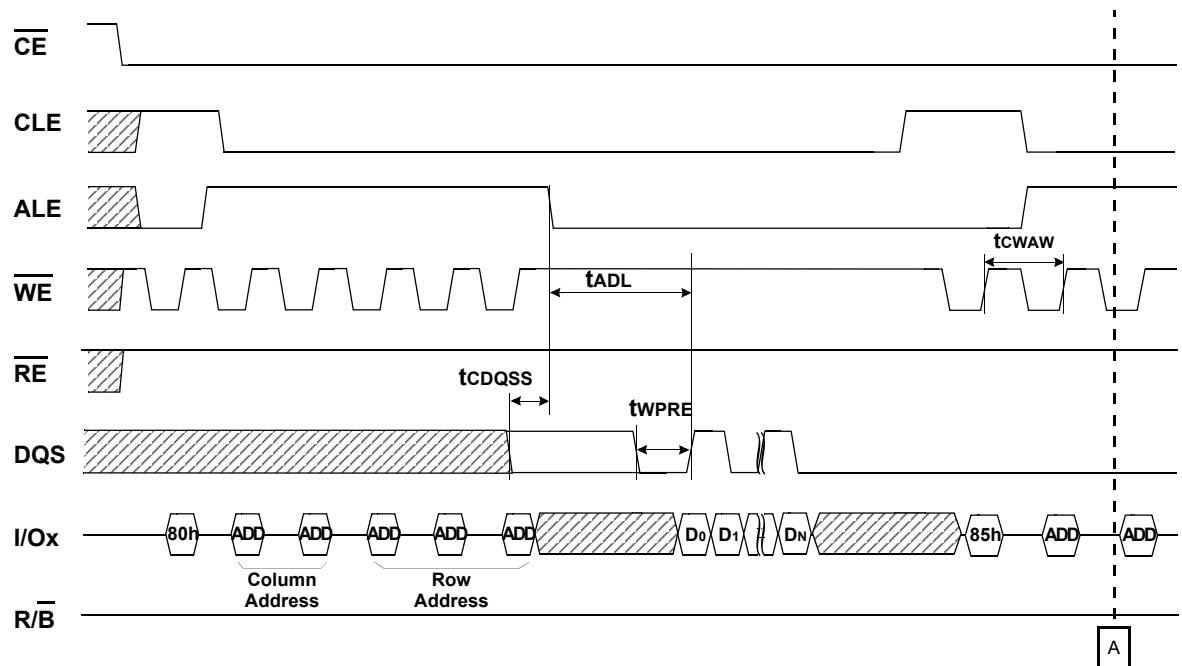 CE
CLE
ALE
tCWAW
WE
tADL
RE
tCDQSS
tWPRE
DQS
I/Ox 80h ADD ADD ADD ADD ADD D0 D1 DN 85h ADD ADD
Column Address
Row Address
R/B
A